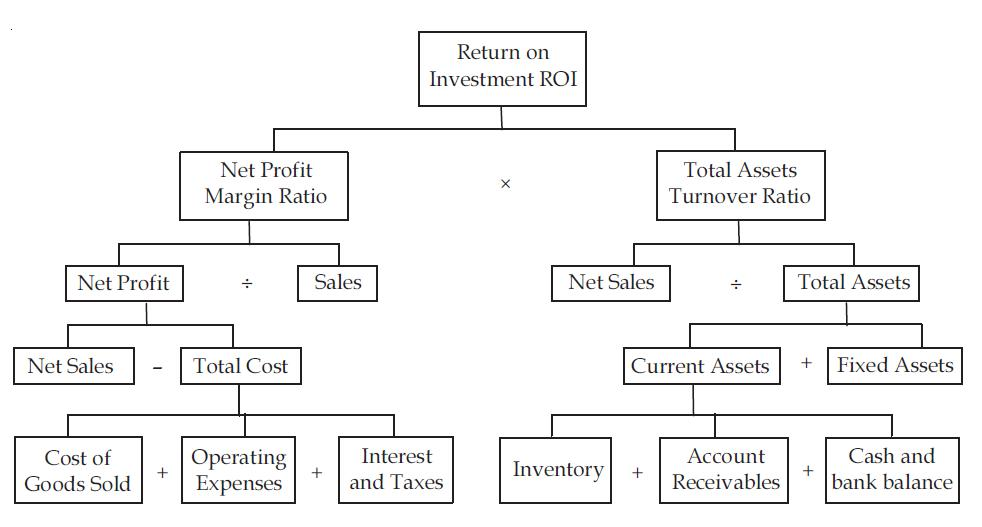 Return on
Investment ROI
Net Profit
Margin Ratio
×
Total Assets
Turnover Ratio
Net Profit
÷
Sales
Net Sales
÷
Total Assets
Net Sales
–
Total Cost
Current Assets
+
Fixed Assets
Cost of
Goods Sold
+
Operating
Expenses
+
Interest
and Taxes
Inventory
+
Account
Receivables
+
Cash and
bank balance